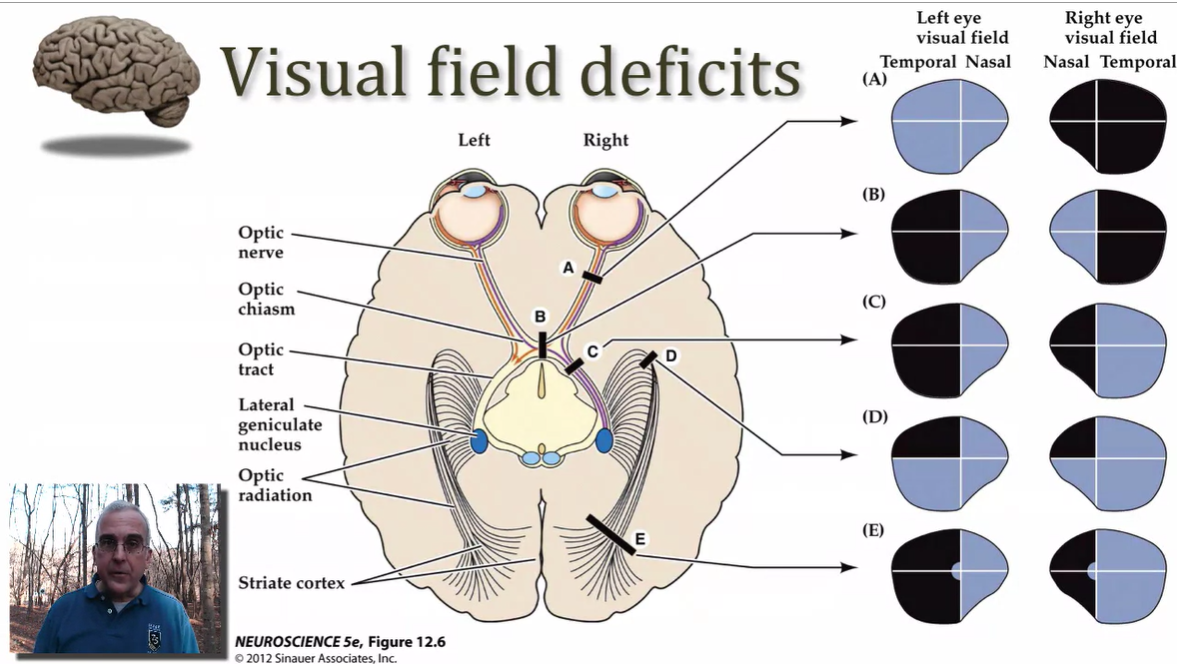 Visual field deficits
Left eye
visual field
Right eye
visual field
Temporal Nasal
Nasal Temporal
(A)
(B)
(C)
(D)
(E)
Left
Right
Optic
nerve
Optic
chiasm
Optic
tract
Lateral
geniculate
nucleus
Optic
radiation
Striate cortex
A
B
C
D
E
NEUROSCIENCE 5e, Figure 12.6
© 2012 Sinauer Associates, Inc.